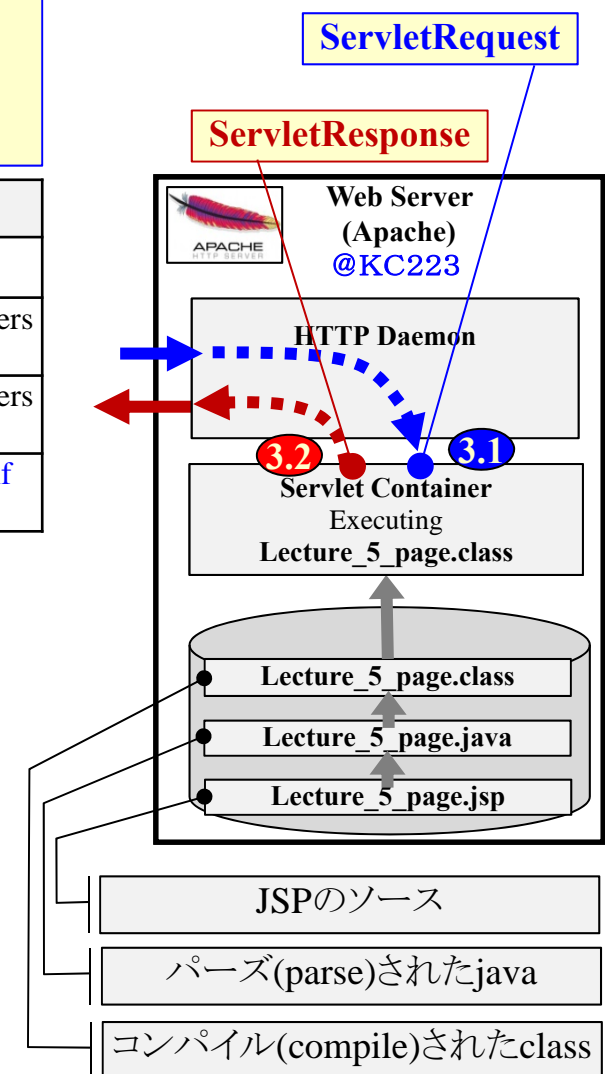 ServletRequest
ServletResponse
APACHE
HTTP SERVER
Web Server
(Apache)
@KC223
ers
ers
f
HTTP Daemon
3.2
3.1
Servlet Container
Executing
Lecture_5_page.class
Lecture_5_page.class
Lecture_5_page.java
Lecture_5_page.jsp
JSPのソース
パーズ(parse)されたjava
コンパイル(compile)されたclass